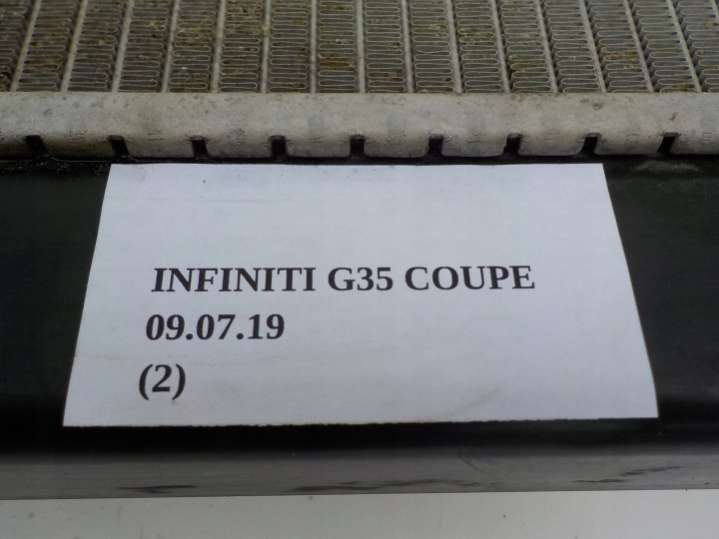 INFINITI G35 COUPE
09.07.19
(2)